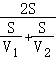 2S
S/V₁ + S/V₂